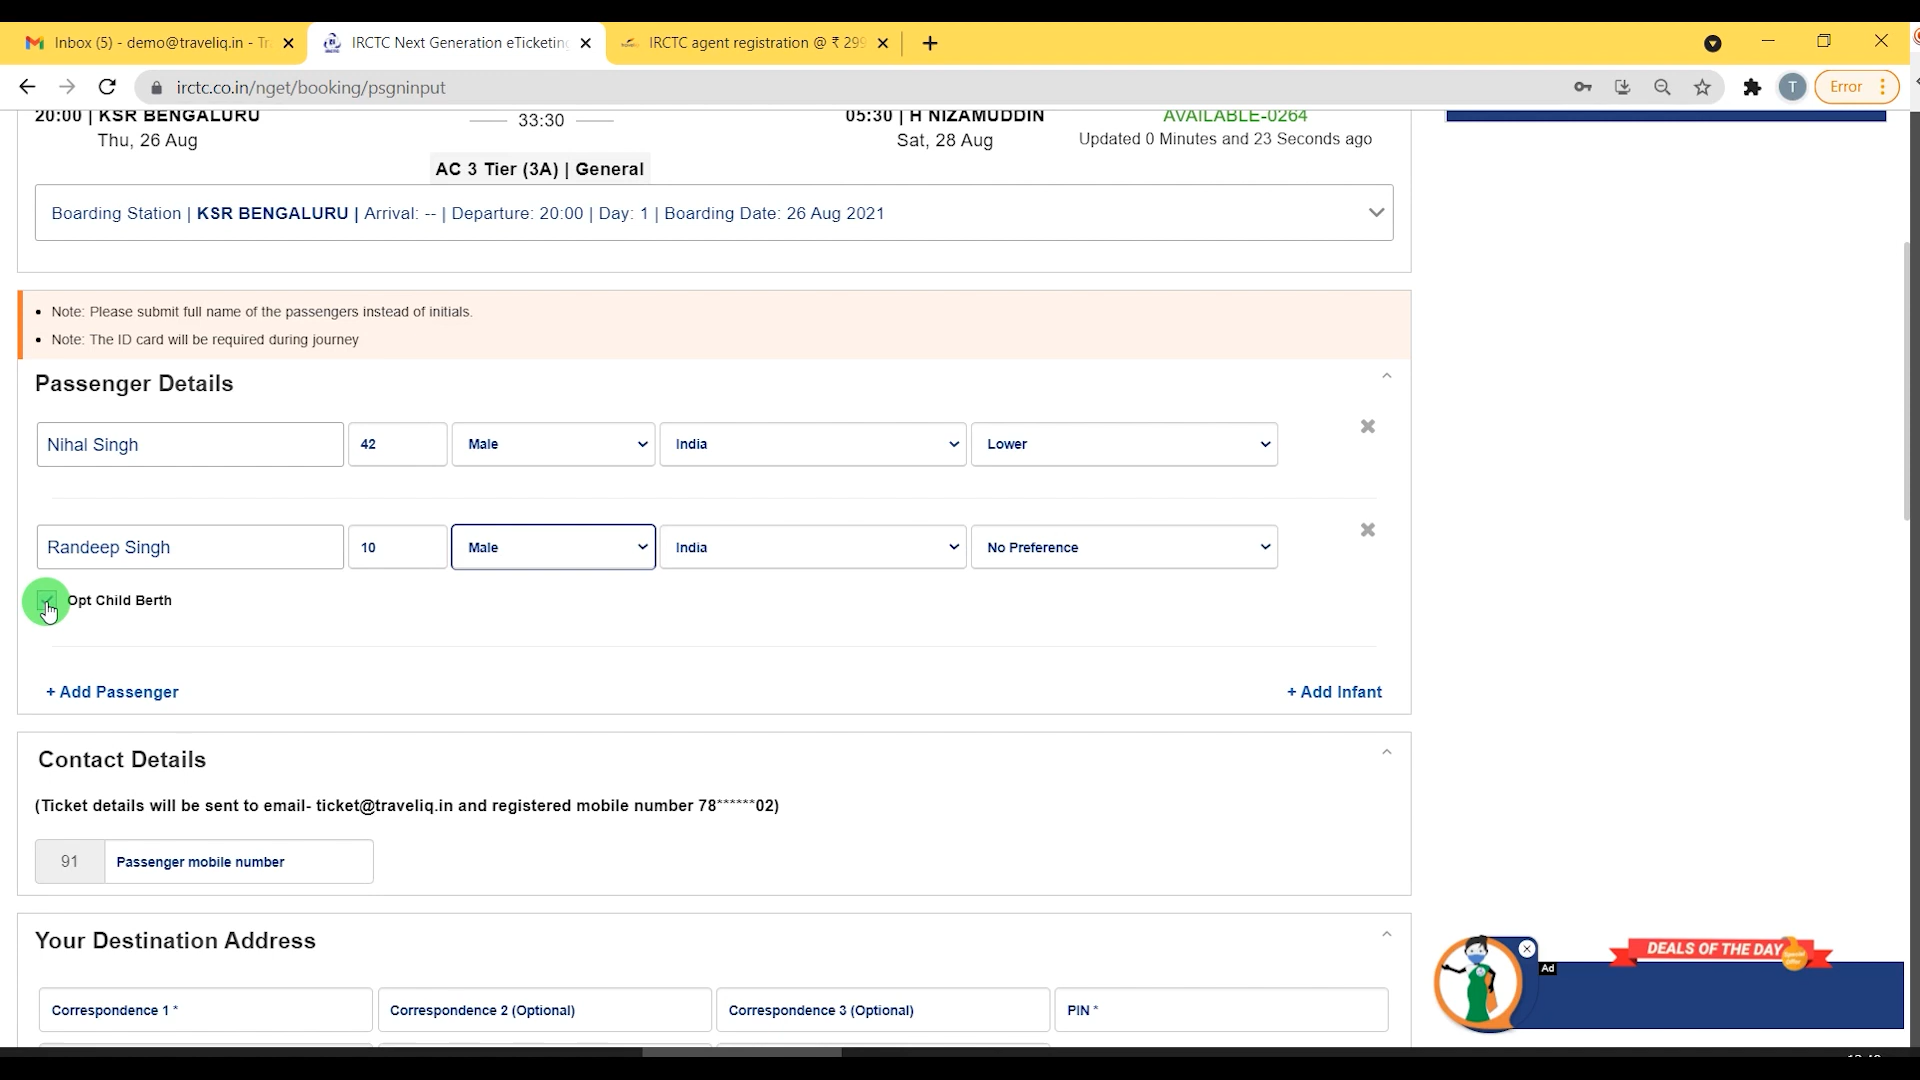 Inbox (5) - demo@traveliq.in - Tr
IRCTC Next Generation eTicketing
IRCTC agent registration @ ₹ 299
irctc.co.in/nget/booking/psgninput
T
Error
20:00 | KSR BENGALURU
33:30
05:30 | H NIZAMUDDIN
AVAILABLE-0264
Thu, 26 Aug
Sat, 28 Aug
Updated 0 Minutes and 23 Seconds ago
AC 3 Tier (3A) | General
Boarding Station | KSR BENGALURU | Arrival: -- | Departure: 20:00 | Day: 1 | Boarding Date: 26 Aug 2021
• Note: Please submit full name of the passengers instead of initials.
• Note: The ID card will be required during journey
Passenger Details
Nihal Singh 42 Male India Lower
Randeep Singh 10 Male India No Preference
Opt Child Berth
+ Add Passenger
+ Add Infant
Contact Details
(Ticket details will be sent to email- ticket@traveliq.in and registered mobile number 78******02)
91 Passenger mobile number
Your Destination Address
DEALS OF THE DAY
Special Offer
Ad
Correspondence 1 * Correspondence 2 (Optional) Correspondence 3 (Optional) PIN *